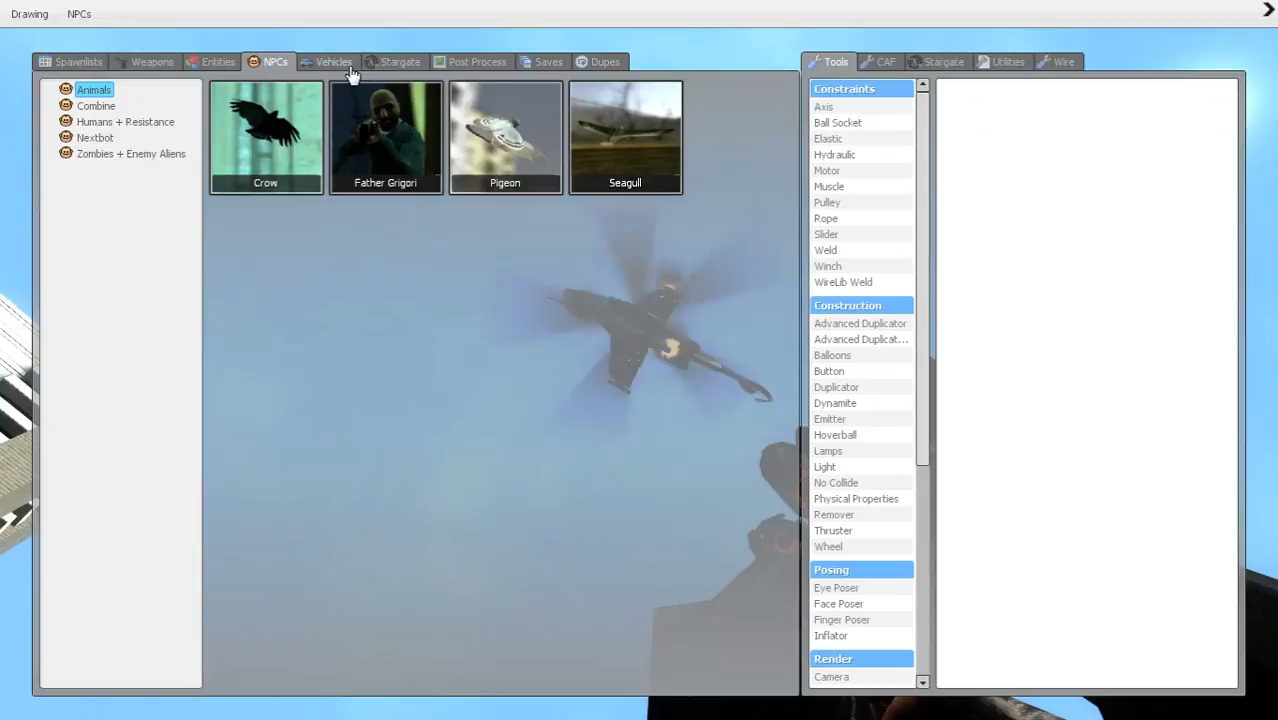 Drawing NPCs
Spawnlists Weapons Entities NPCs Vehicles Stargate Post Process Saves Dupes
Tools CAF Stargate Utilities Wire
Animals
Combine
Humans + Resistance
Nextbot
Zombies + Enemy Aliens
Crow Father Grigori Pigeon Seagull
Constraints
Axis
Ball Socket
Elastic
Hydraulic
Motor
Muscle
Pulley
Rope
Slider
Weld
Winch
WireLib Weld
Construction
Advanced Duplicator
Advanced Duplicat...
Balloons
Button
Duplicator
Dynamite
Emitter
Hoverball
Lamps
Light
No Collide
Physical Properties
Remover
Thruster
Wheel
Posing
Eye Poser
Face Poser
Finger Poser
Inflator
Render
Camera